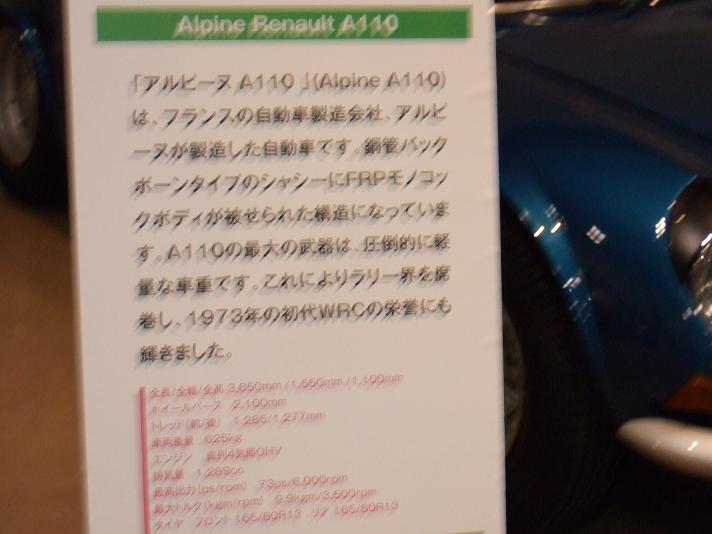 Alpine Renault A110
「アルピーヌ A110 」(Alpine A110)
は、フランスの自動車製造会社、アルピ
ーヌが製造した自動車です。鋼管バック
ボーンタイプのシャシーにFRPモノコッ
クボディが被せられた構造になっていま
す。A110の最大の武器は、圧倒的に軽
量な車重です。これによりラリー界を席
巻し、1973年の初代WRCの栄誉にも
輝きました。
全長/全幅/全高 3,850mm /1,550mm /1,100mm
ホイールベース 2,100mm
トレッド(前/後) 1,285/1,277mm
車両重量 625kg
エンジン 直列4気筒OHV
排気量 1,289cc
最高出力(ps/rpm) 73ps/6,000rpm
最大トルク(kgm/rpm) 9.9kgm/3,500rpm
タイヤ フロント 165/80R13 リア 165/80R13